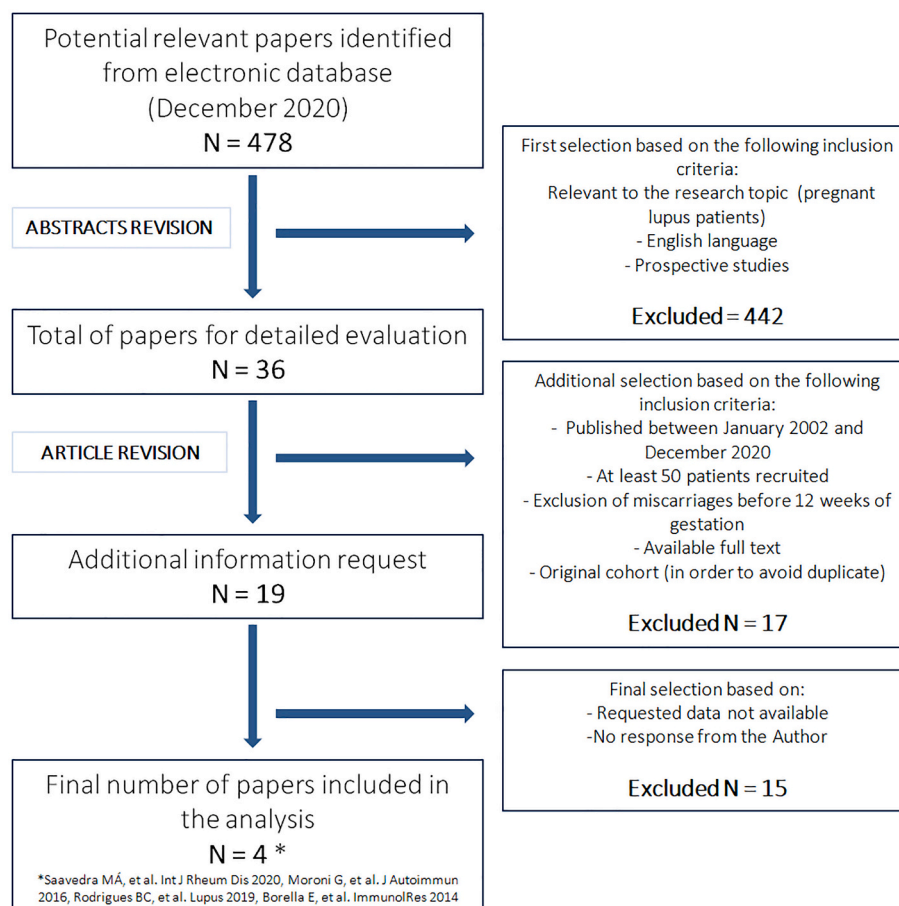 Potential relevant papers identified
from electronic database
(December 2020)
N = 478
ABSTRACTS REVISION
First selection based on the following inclusion
criteria:
Relevant to the research topic (pregnant
lupus patients)
- English language
- Prospective studies
Excluded = 442
Total of papers for detailed evaluation
N = 36
ARTICLE REVISION
Additional selection based on the following
inclusion criteria:
- Published between January 2002 and
December 2020
- At least 50 patients recruited
- Exclusion of miscarriages before 12 weeks of
gestation
- Available full text
- Original cohort (in order to avoid duplicate)
Excluded N = 17
Additional information request
N = 19
Final selection based on:
- Requested data not available
-No response from the Author
Excluded N = 15
Final number of papers included in
the analysis
N = 4 *
*Saavedra MÁ, et al. Int J Rheum Dis 2020, Moroni G, et al. J Autoimmun
2016, Rodrigues BC, et al. Lupus 2019, Borella E, et al. ImmunolRes 2014